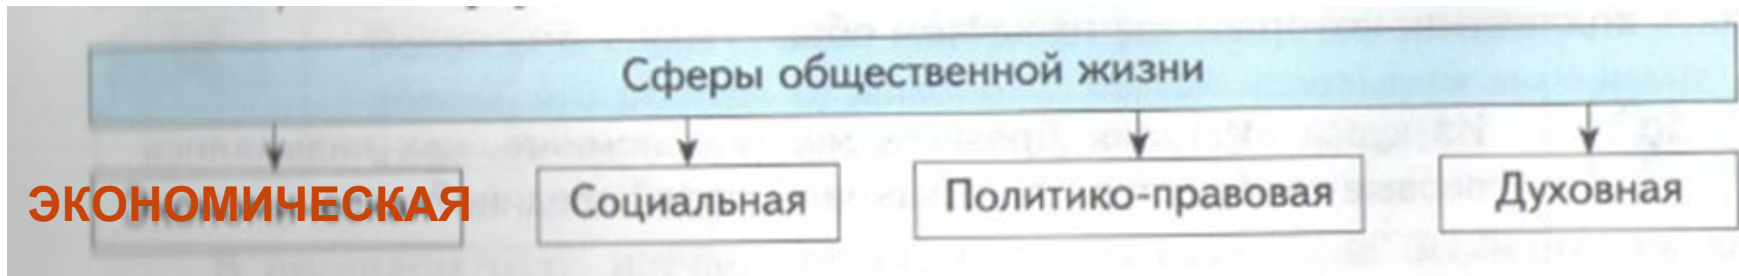 Сферы общественной жизни
ЭКОНОМИЧЕСКАЯ
Социальная
Политико-правовая
Духовная